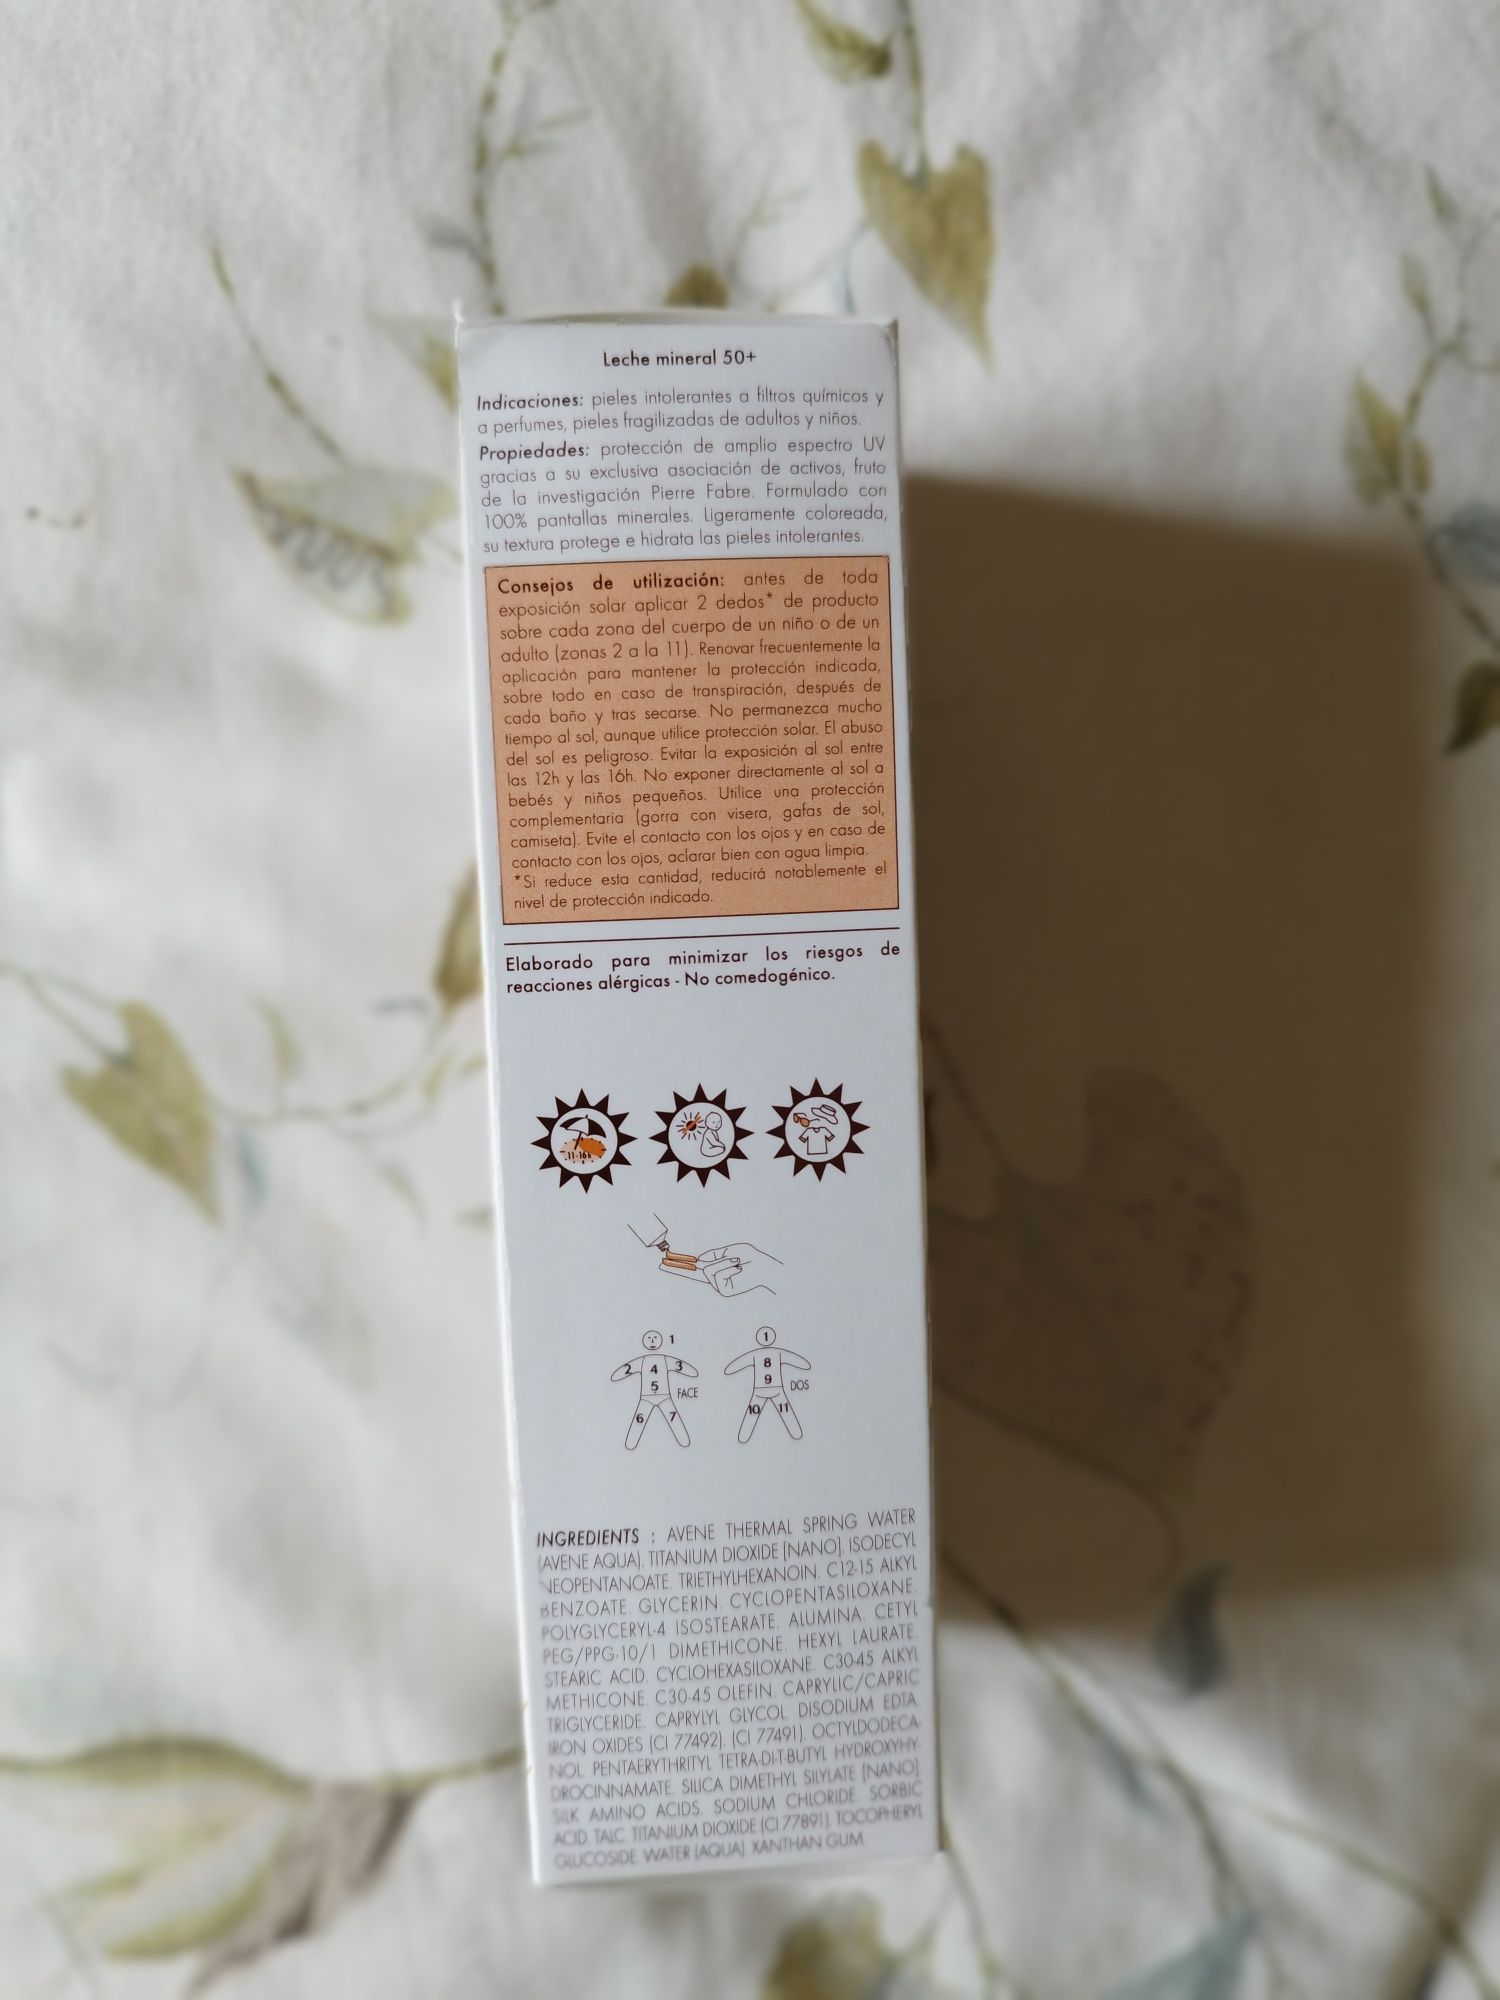 Leche mineral 50+
Indicaciones: pieles intolerantes a filtros químicos y
a perfumes, pieles fragilizadas de adultos y niños.
Propiedades: protección de amplio espectro UV
gracias a su exclusiva asociación de activos, fruto
de la investigación Pierre Fabre. Formulado con
100% pantallas minerales. Ligeramente coloreada,
su textura protege e hidrata las pieles intolerantes.
Consejos de utilización: antes de toda
exposición solar aplicar 2 dedos* de producto
sobre cada zona del cuerpo de un niño o de un
adulto (zonas 2 a la 11). Renovar frecuentemente la
aplicación para mantener la protección indicada,
sobre todo en caso de transpiración, después de
cada baño y tras secarse. No permanezca mucho
tiempo al sol, aunque utilice protección solar. El abuso
del sol es peligroso. Evitar la exposición al sol entre
las 12h y las 16h. No exponer directamente al sol a
bebés y niños pequeños. Utilice una protección
complementaria (gorra con visera, gafas de sol,
camiseta). Evite el contacto con los ojos y en caso de
contacto con los ojos, aclarar bien con agua limpia.
*Si reduce esta cantidad, reducirá notablemente el
nivel de protección indicado.
Elaborado para minimizar los riesgos de
reacciones alérgicas - No comedogénico.
11-16h
1 1
2 4 3 8
5 FACE 9 DOS
6 7 10 11
INGREDIENTS : AVENE THERMAL SPRING WATER
(AVENE AQUA). TITANIUM DIOXIDE [NANO]. ISODECYL
NEOPENTANOATE. TRIETHYLHEXANOIN. C12-15 ALKYL
BENZOATE. GLYCERIN. CYCLOPENTASILOXANE.
POLYGLYCERYL-4 ISOSTEARATE. ALUMINA. CETYL
PEG/PPG-10/1 DIMETHICONE. HEXYL LAURATE.
STEARIC ACID. CYCLOHEXASILOXANE. C30-45 ALKYL
METHICONE. C30-45 OLEFIN. CAPRYLIC/CAPRIC
TRIGLYCERIDE. CAPRYLYL GLYCOL. DISODIUM EDTA.
IRON OXIDES (CI 77492). (CI 77491). OCTYLDODECA-
NOL. PENTAERYTHRITYL TETRA-DI-T-BUTYL HYDROXYHY-
DROCINNAMATE. SILICA DIMETHYL SILYLATE [NANO].
SILK AMINO ACIDS. SODIUM CHLORIDE. SORBIC
ACID. TALC. TITANIUM DIOXIDE (CI 77891). TOCOPHERYL
GLUCOSIDE. WATER (AQUA). XANTHAN GUM.